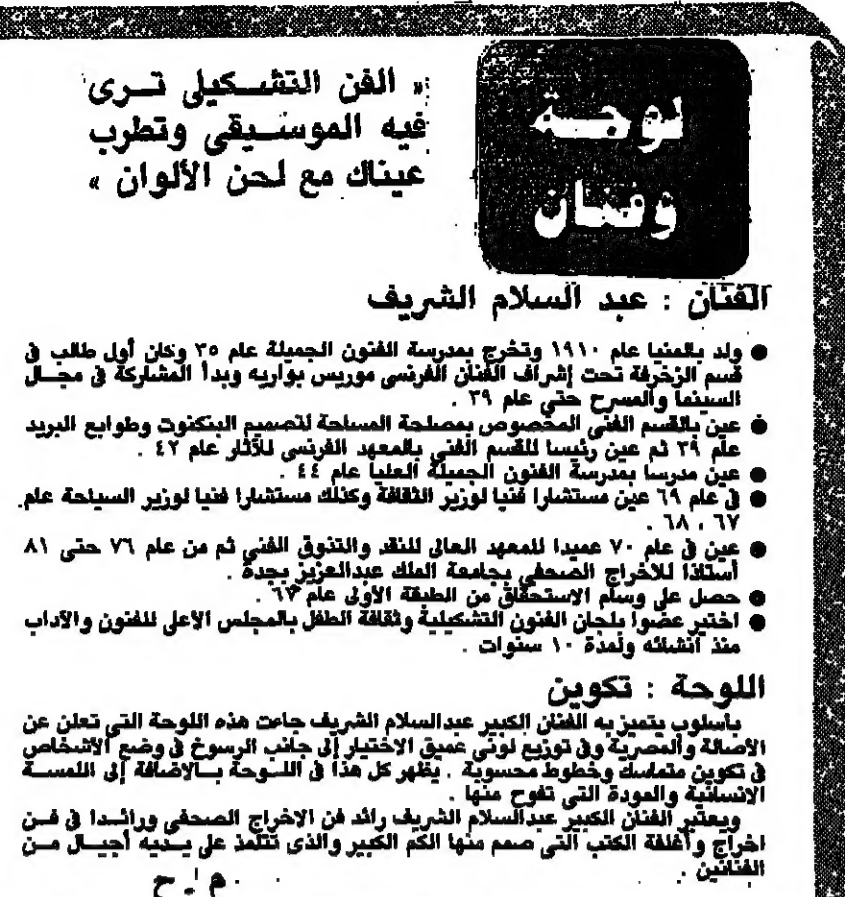 لوحة
وفنان
« الفن التشكيلى ترى
فيه الموسيقى وتطرب
عيناك مع لحن الألوان »
الفنان : عبد السلام الشريف
● ولد بالمنيا عام ١٩١٠ وتخرج بمدرسة الفنون الجميلة عام ٣٥ وكان أول طالب فى
قسم الزخرفة تحت إشراف الفنان الفرنسى موريس بواريه وبدأ المشاركة فى مجال
السينما والمسرح حتى عام ٣٩ .
● عين بالقسم الفنى المخصوص بمصلحة المساحة لتصميم البنكنوت وطوابع البريد
عام ٣٩ ثم عين رئيسا للقسم الفنى بالمعهد الفرنسى للآثار عام ٤٢ .
● عين مدرسا بمدرسة الفنون الجميلة العليا عام ٤٤ .
● فى عام ٦٩ عين مستشارا فنيا لوزير الثقافة وكذلك مستشارا فنيا لوزير السياحة عام
٦٧ ، ٦٨ .
● عين فى عام ٧٠ عميدا للمعهد العالى للنقد والتذوق الفنى ثم من عام ٧٦ حتى ٨١
أستاذا للاخراج الصحفى بجامعة الملك عبدالعزيز بجدة .
● حصل على وسام الاستحقاق من الطبقة الأولى عام ٦٧ .
● اختير عضوا بلجان الفنون التشكيلية وثقافة الطفل بالمجلس الأعلى للفنون والآداب
منذ أنشائه ولمدة ١٠ سنوات .
اللوحة : تكوين
بأسلوب يتميز به الفنان الكبير عبدالسلام الشريف جاءت هذه اللوحة التى تعلن عن
الأصالة والمصرية وفى توزيع لونى عميق الاختيار إلى جانب الرسوخ فى وضع الأشخاص
فى تكوين متماسك وخطوط محسوبة . يظهر كل هذا فى اللوحة بالاضافة إلى اللمسة
الانسانية والمودة التى تفوح منها .
ويعتبر الفنان الكبير عبدالسلام الشريف رائد فن الاخراج الصحفى ورائدا فى فن
اخراج وأغلفة الكتب التى صمم منها الكم الكبير والذى تتلمذ على يديه أجيال من
الفنانين .
م . ح